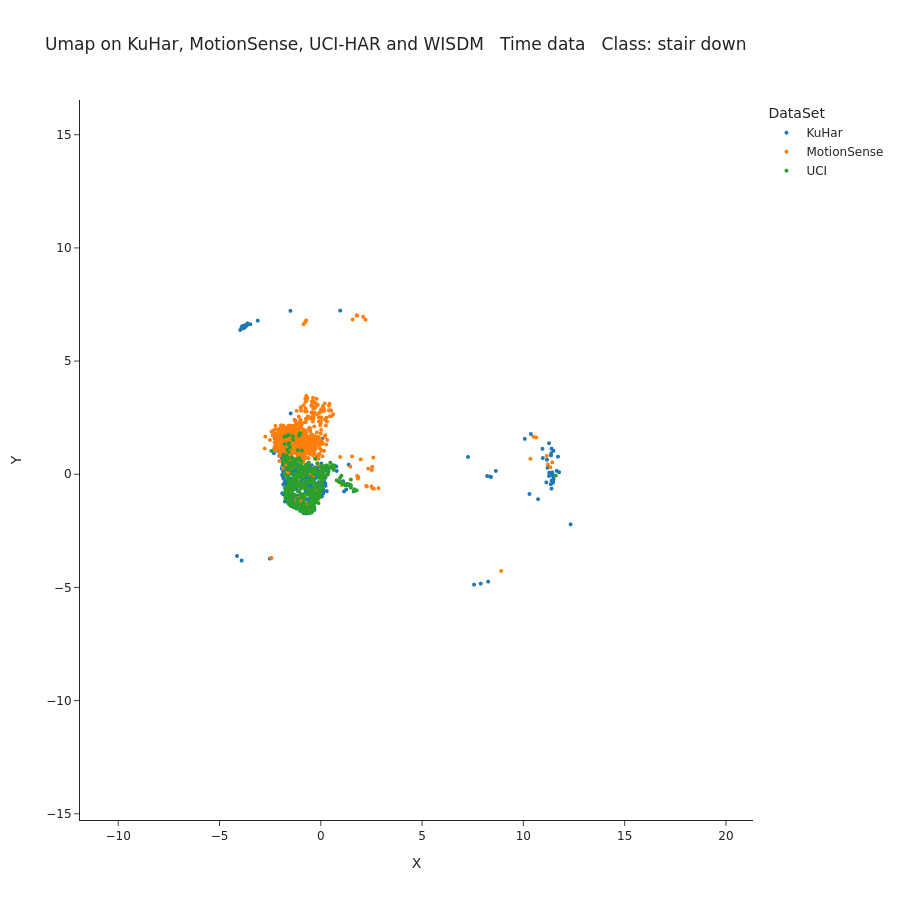 Umap on KuHar, MotionSense, UCI-HAR and WISDM   Time data   Class: stair down
DataSet
KuHar
MotionSense
UCI
15
10
5
0
−5
−10
−15
Y
−10
−5
0
5
10
15
20
X